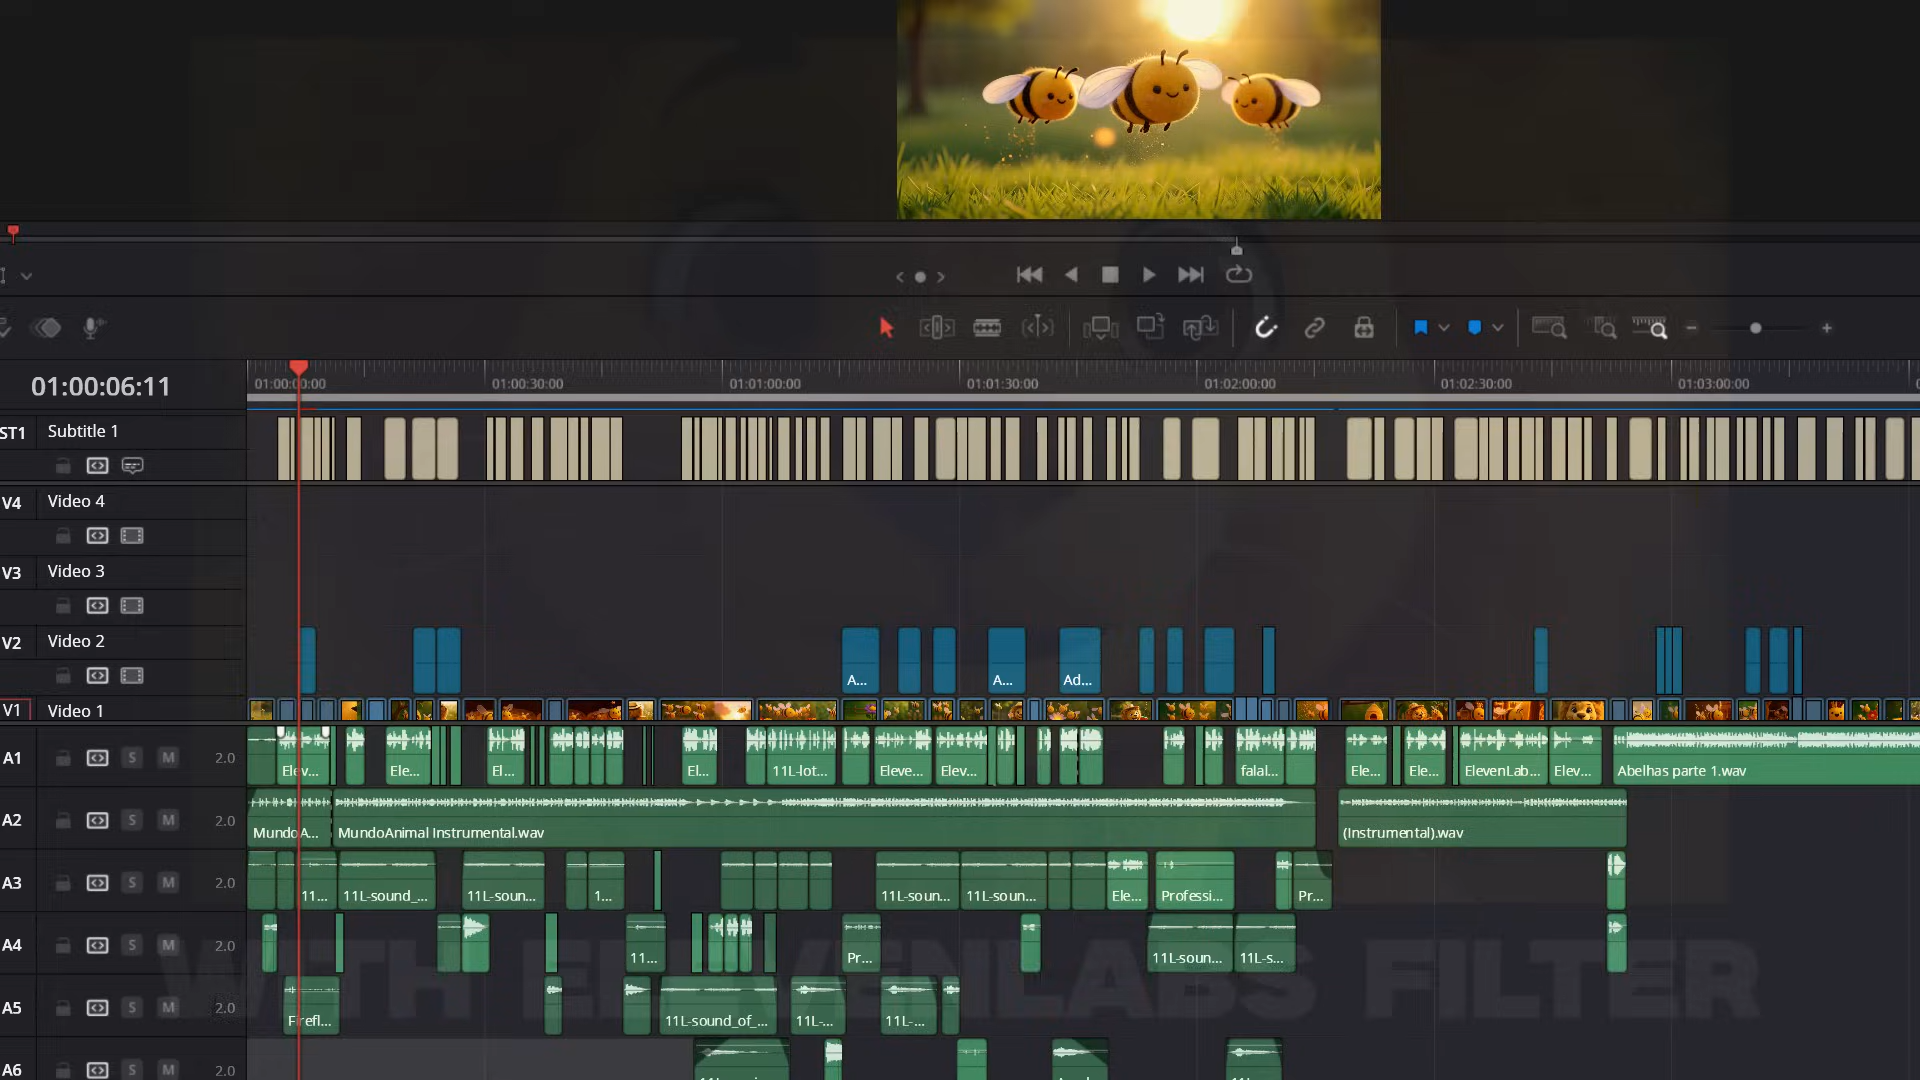 01:00:06:11
01:00:00:00 01:00:30:00 01:01:00:00 01:01:30:00 01:02:00:00 01:02:30:00 01:03:00:00
ST1 Subtitle 1
V4 Video 4
V3 Video 3
V2 Video 2
A... A... Ad...
V1 Video 1
A1 S M 2.0
Elev... Ele... El... El... 11L-lot... Eleve... Elev... falal... Ele... Ele... ElevenLab... Elev... Abelhas parte 1.wav
A2 S M 2.0
MundoA... MundoAnimal Instrumental.wav (Instrumental).wav
A3 S M 2.0
11... 11L-sound_... 11L-soun... 1... 11L-soun... 11L-soun... Ele... Professi... Pr...
A4 S M 2.0
11... Pr... 11L-soun... 11L-s...
WITH ELEVENLABS FILTER
A5 S M 2.0
Firefl... 11L-sound_of_... 11L-... 11L-...
A6 S M 2.0